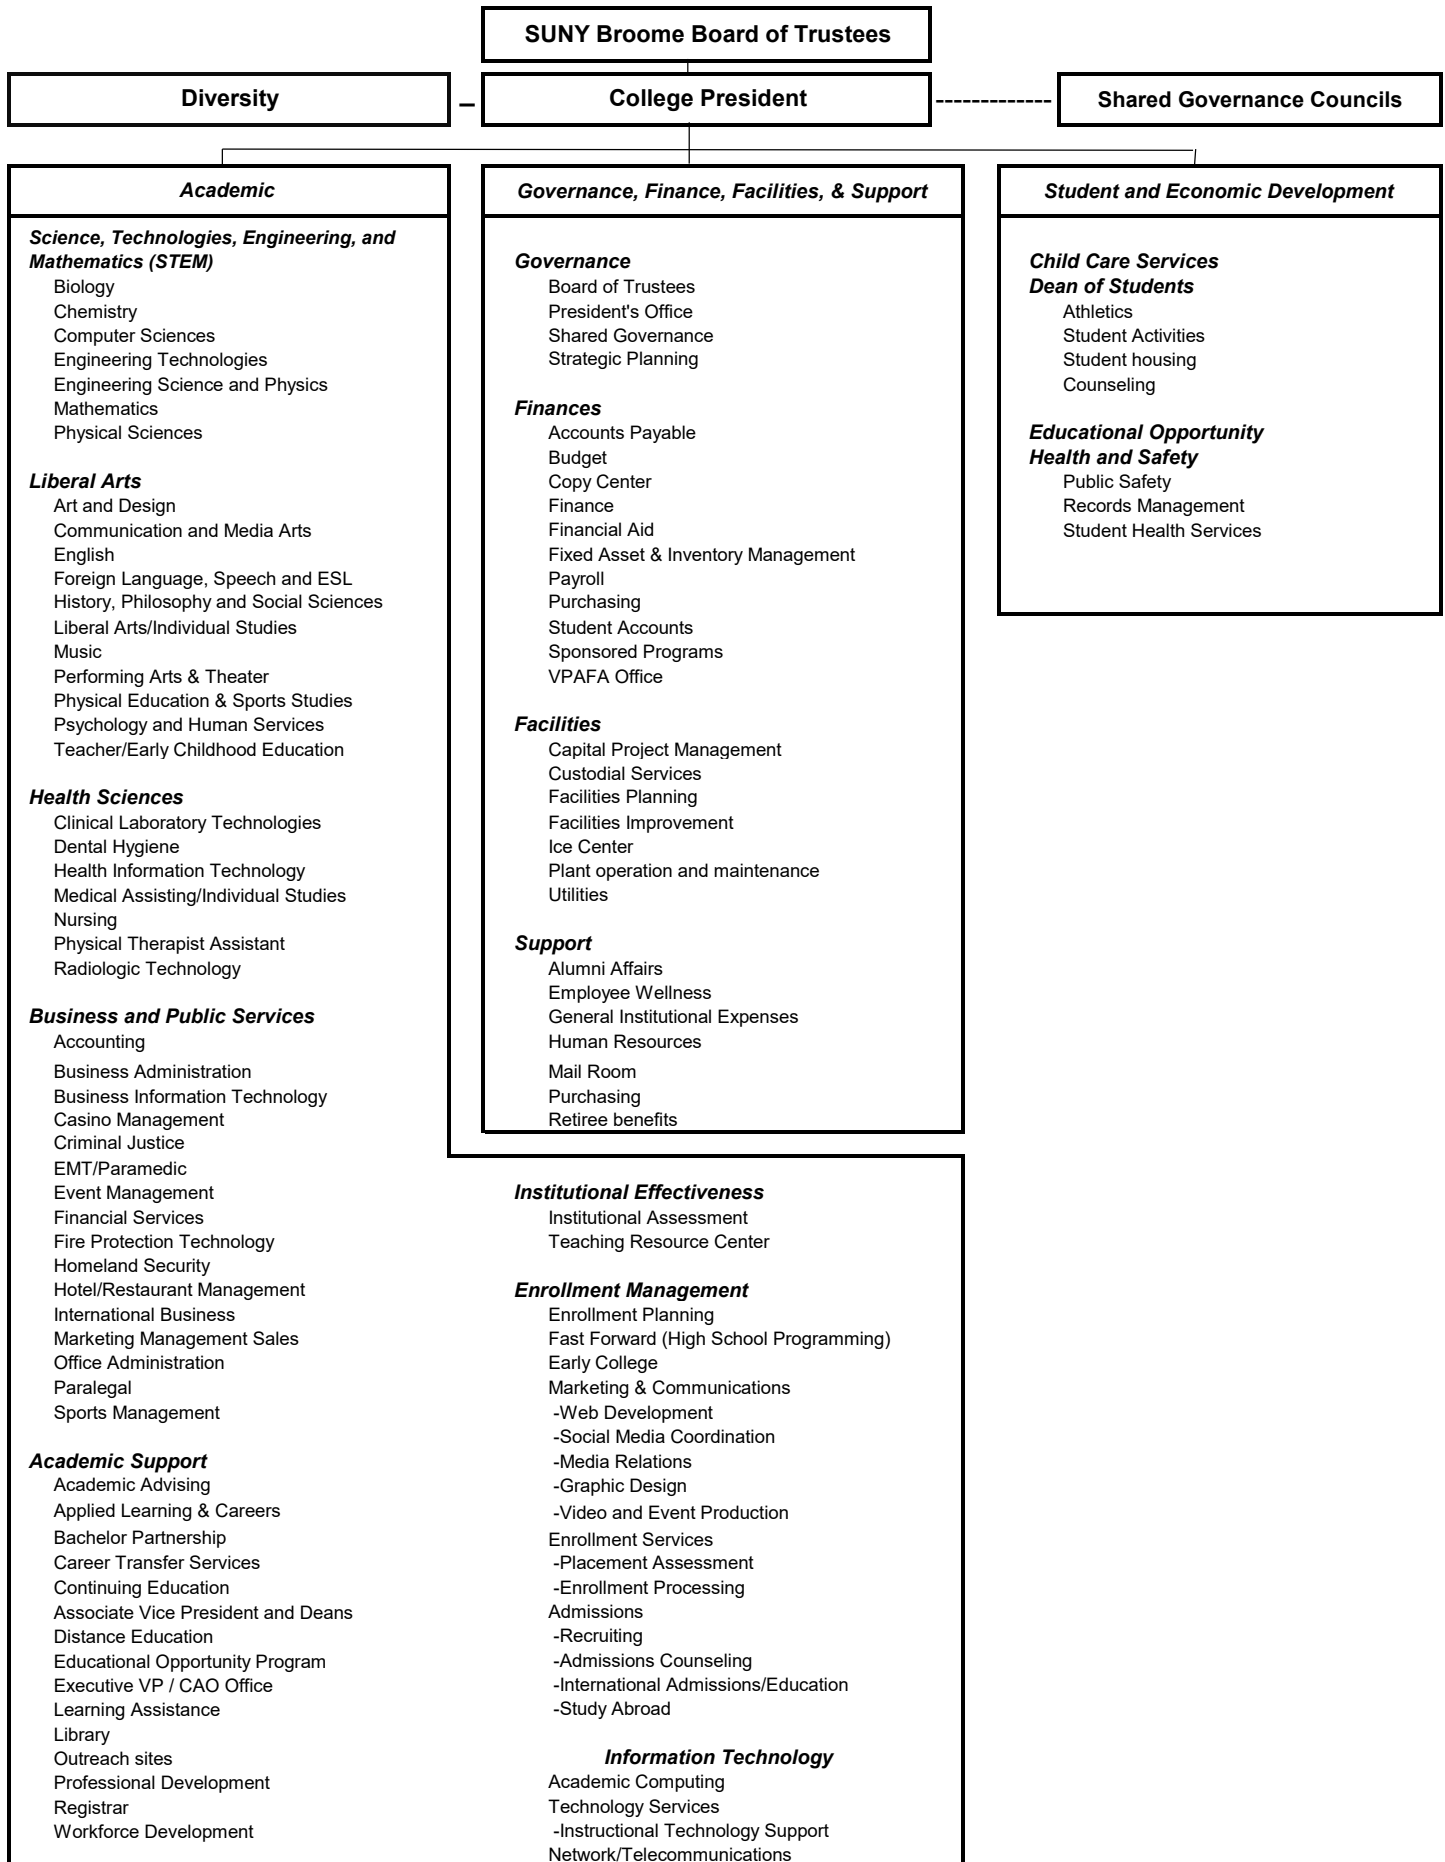 SUNY Broome Board of Trustees
Diversity
College President
Shared Governance Councils
Academic
Science, Technologies, Engineering, and
Mathematics (STEM)
Biology
Chemistry
Computer Sciences
Engineering Technologies
Engineering Science and Physics
Mathematics
Physical Sciences
Liberal Arts
Art and Design
Communication and Media Arts
English
Foreign Language, Speech and ESL
History, Philosophy and Social Sciences
Liberal Arts/Individual Studies
Music
Performing Arts & Theater
Physical Education & Sports Studies
Psychology and Human Services
Teacher/Early Childhood Education
Health Sciences
Clinical Laboratory Technologies
Dental Hygiene
Health Information Technology
Medical Assisting/Individual Studies
Nursing
Physical Therapist Assistant
Radiologic Technology
Business and Public Services
Accounting
Business Administration
Business Information Technology
Casino Management
Criminal Justice
EMT/Paramedic
Event Management
Financial Services
Fire Protection Technology
Homeland Security
Hotel/Restaurant Management
International Business
Marketing Management Sales
Office Administration
Paralegal
Sports Management
Academic Support
Academic Advising
Applied Learning & Careers
Bachelor Partnership
Career Transfer Services
Continuing Education
Associate Vice President and Deans
Distance Education
Educational Opportunity Program
Executive VP / CAO Office
Learning Assistance
Library
Outreach sites
Professional Development
Registrar
Workforce Development
Governance, Finance, Facilities, & Support
Governance
Board of Trustees
President's Office
Shared Governance
Strategic Planning
Finances
Accounts Payable
Budget
Copy Center
Finance
Financial Aid
Fixed Asset & Inventory Management
Payroll
Purchasing
Student Accounts
Sponsored Programs
VPAFA Office
Facilities
Capital Project Management
Custodial Services
Facilities Planning
Facilities Improvement
Ice Center
Plant operation and maintenance
Utilities
Support
Alumni Affairs
Employee Wellness
General Institutional Expenses
Human Resources
Mail Room
Purchasing
Retiree benefits
Institutional Effectiveness
Institutional Assessment
Teaching Resource Center
Enrollment Management
Enrollment Planning
Fast Forward (High School Programming)
Early College
Marketing & Communications
-Web Development
-Social Media Coordination
-Media Relations
-Graphic Design
-Video and Event Production
Enrollment Services
-Placement Assessment
-Enrollment Processing
Admissions
-Recruiting
-Admissions Counseling
-International Admissions/Education
-Study Abroad
Information Technology
Academic Computing
Technology Services
-Instructional Technology Support
Network/Telecommunications
Student and Economic Development
Child Care Services
Dean of Students
Athletics
Student Activities
Student housing
Counseling
Educational Opportunity
Health and Safety
Public Safety
Records Management
Student Health Services